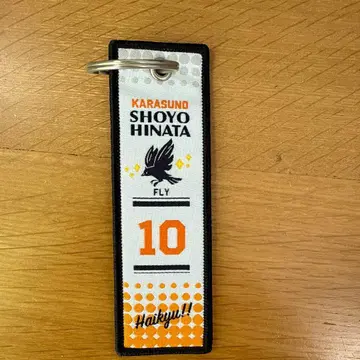 KARASUNO
SHOYO
HINATA
FLY
10
Haikyu!!